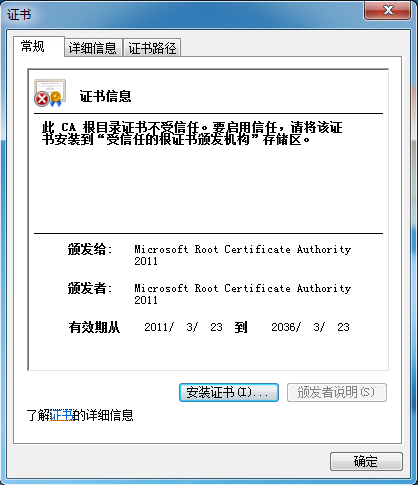 证书
常规
详细信息
证书路径
证书信息
此 CA 根目录证书不受信任。要启用信任，请将该证
书安装到“受信任的根证书颁发机构”存储区。
颁发给: Microsoft Root Certificate Authority
2011
颁发者: Microsoft Root Certificate Authority
2011
有效期从 2011/ 3/ 23 到 2036/ 3/ 23
安装证书(I)...
颁发者说明(S)
了解证书的详细信息
确定